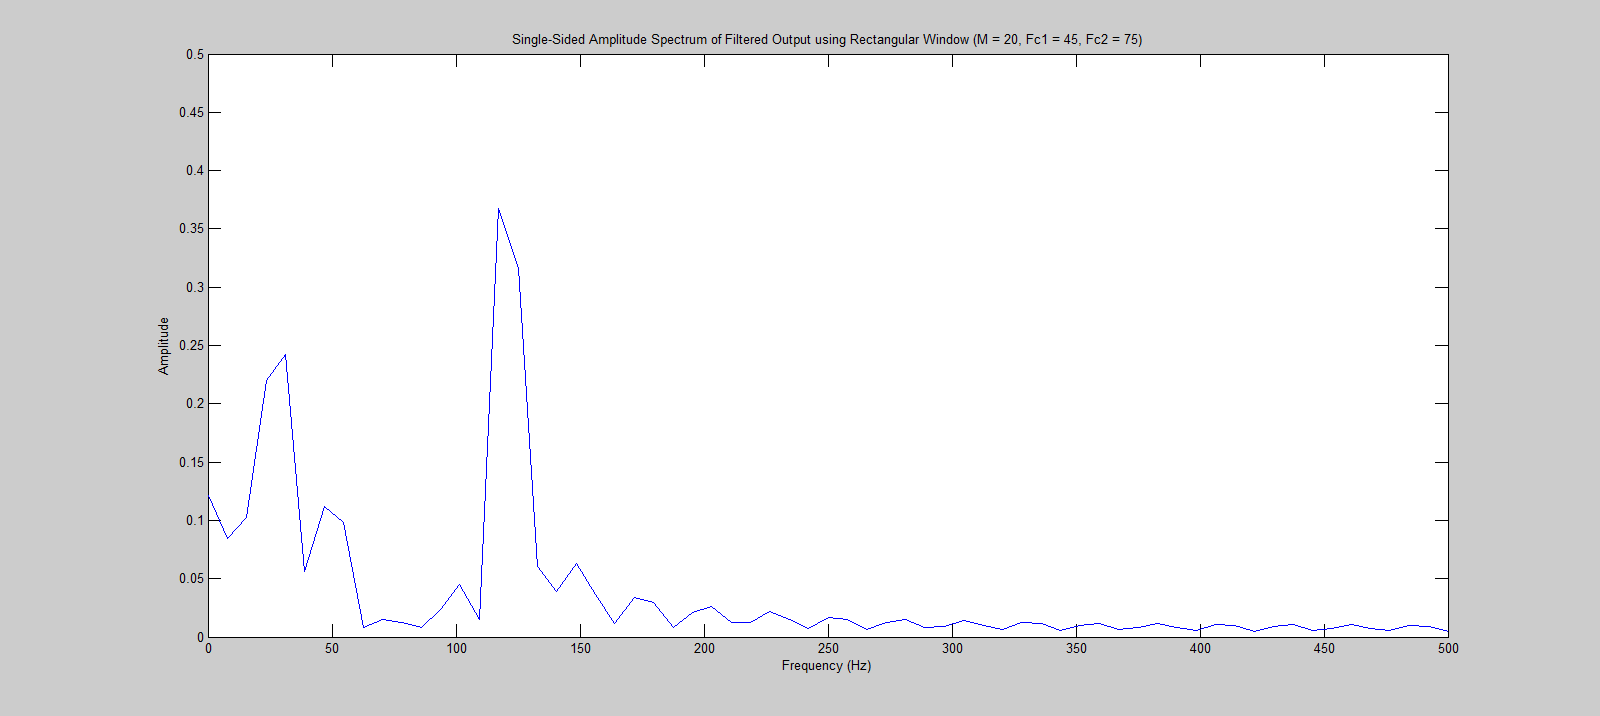 Single-Sided Amplitude Spectrum of Filtered Output using Rectangular Window (M = 20, Fc1 = 45, Fc2 = 75)
0.5
0.45
0.4
0.35
0.3
0.25
0.2
0.15
0.1
0.05
0
Amplitude
0 50 100 150 200 250 300 350 400 450 500
Frequency (Hz)